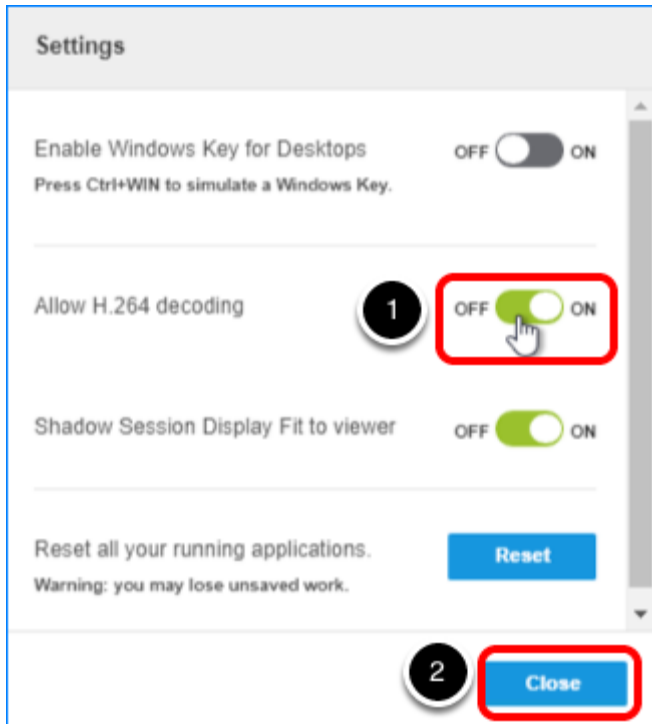 Settings
Enable Windows Key for Desktops
OFF ON
Press Ctrl+WIN to simulate a Windows Key.
Allow H.264 decoding
1
OFF ON
Shadow Session Display Fit to viewer
OFF ON
Reset all your running applications.
Reset
Warning: you may lose unsaved work.
2
Close